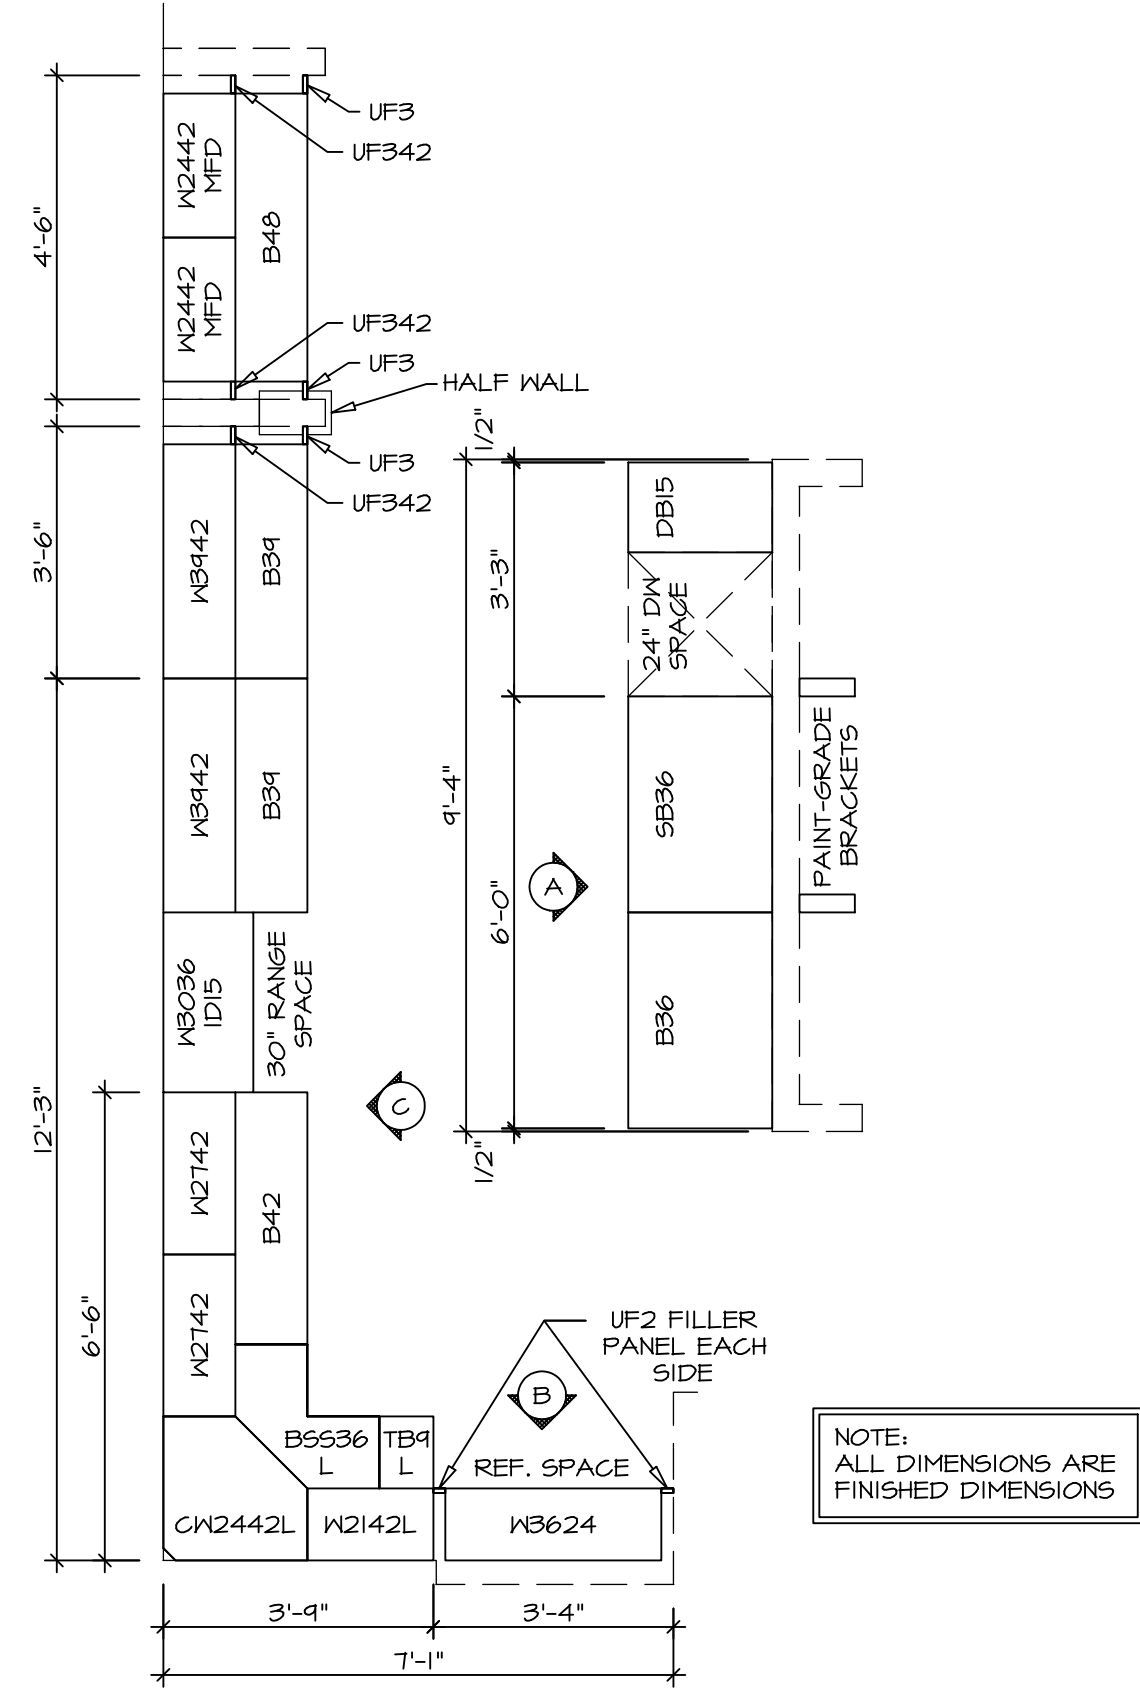 UF3
UF342
W2442
MFD
B48
4'-6"
W2442
MFD
UF342
UF3
HALF WALL
1/2"
UF3
UF342
DB15
3'-6"
W3942
B39
3'-3"
24" DW
SPACE
W3942
B39
9'-4"
SB36
PAINT-GRADE
BRACKETS
A
6'-0"
W3036
1D15
30" RANGE
SPACE
B36
12'-3"
C
1/2"
W2742
B42
6'-6"
W2742
UF2 FILLER
PANEL EACH
SIDE
B
BSS36
L
TB9
L
REF. SPACE
NOTE:
ALL DIMENSIONS ARE
FINISHED DIMENSIONS
CW2442L
W2142L
W3624
3'-9"
3'-4"
7'-1"